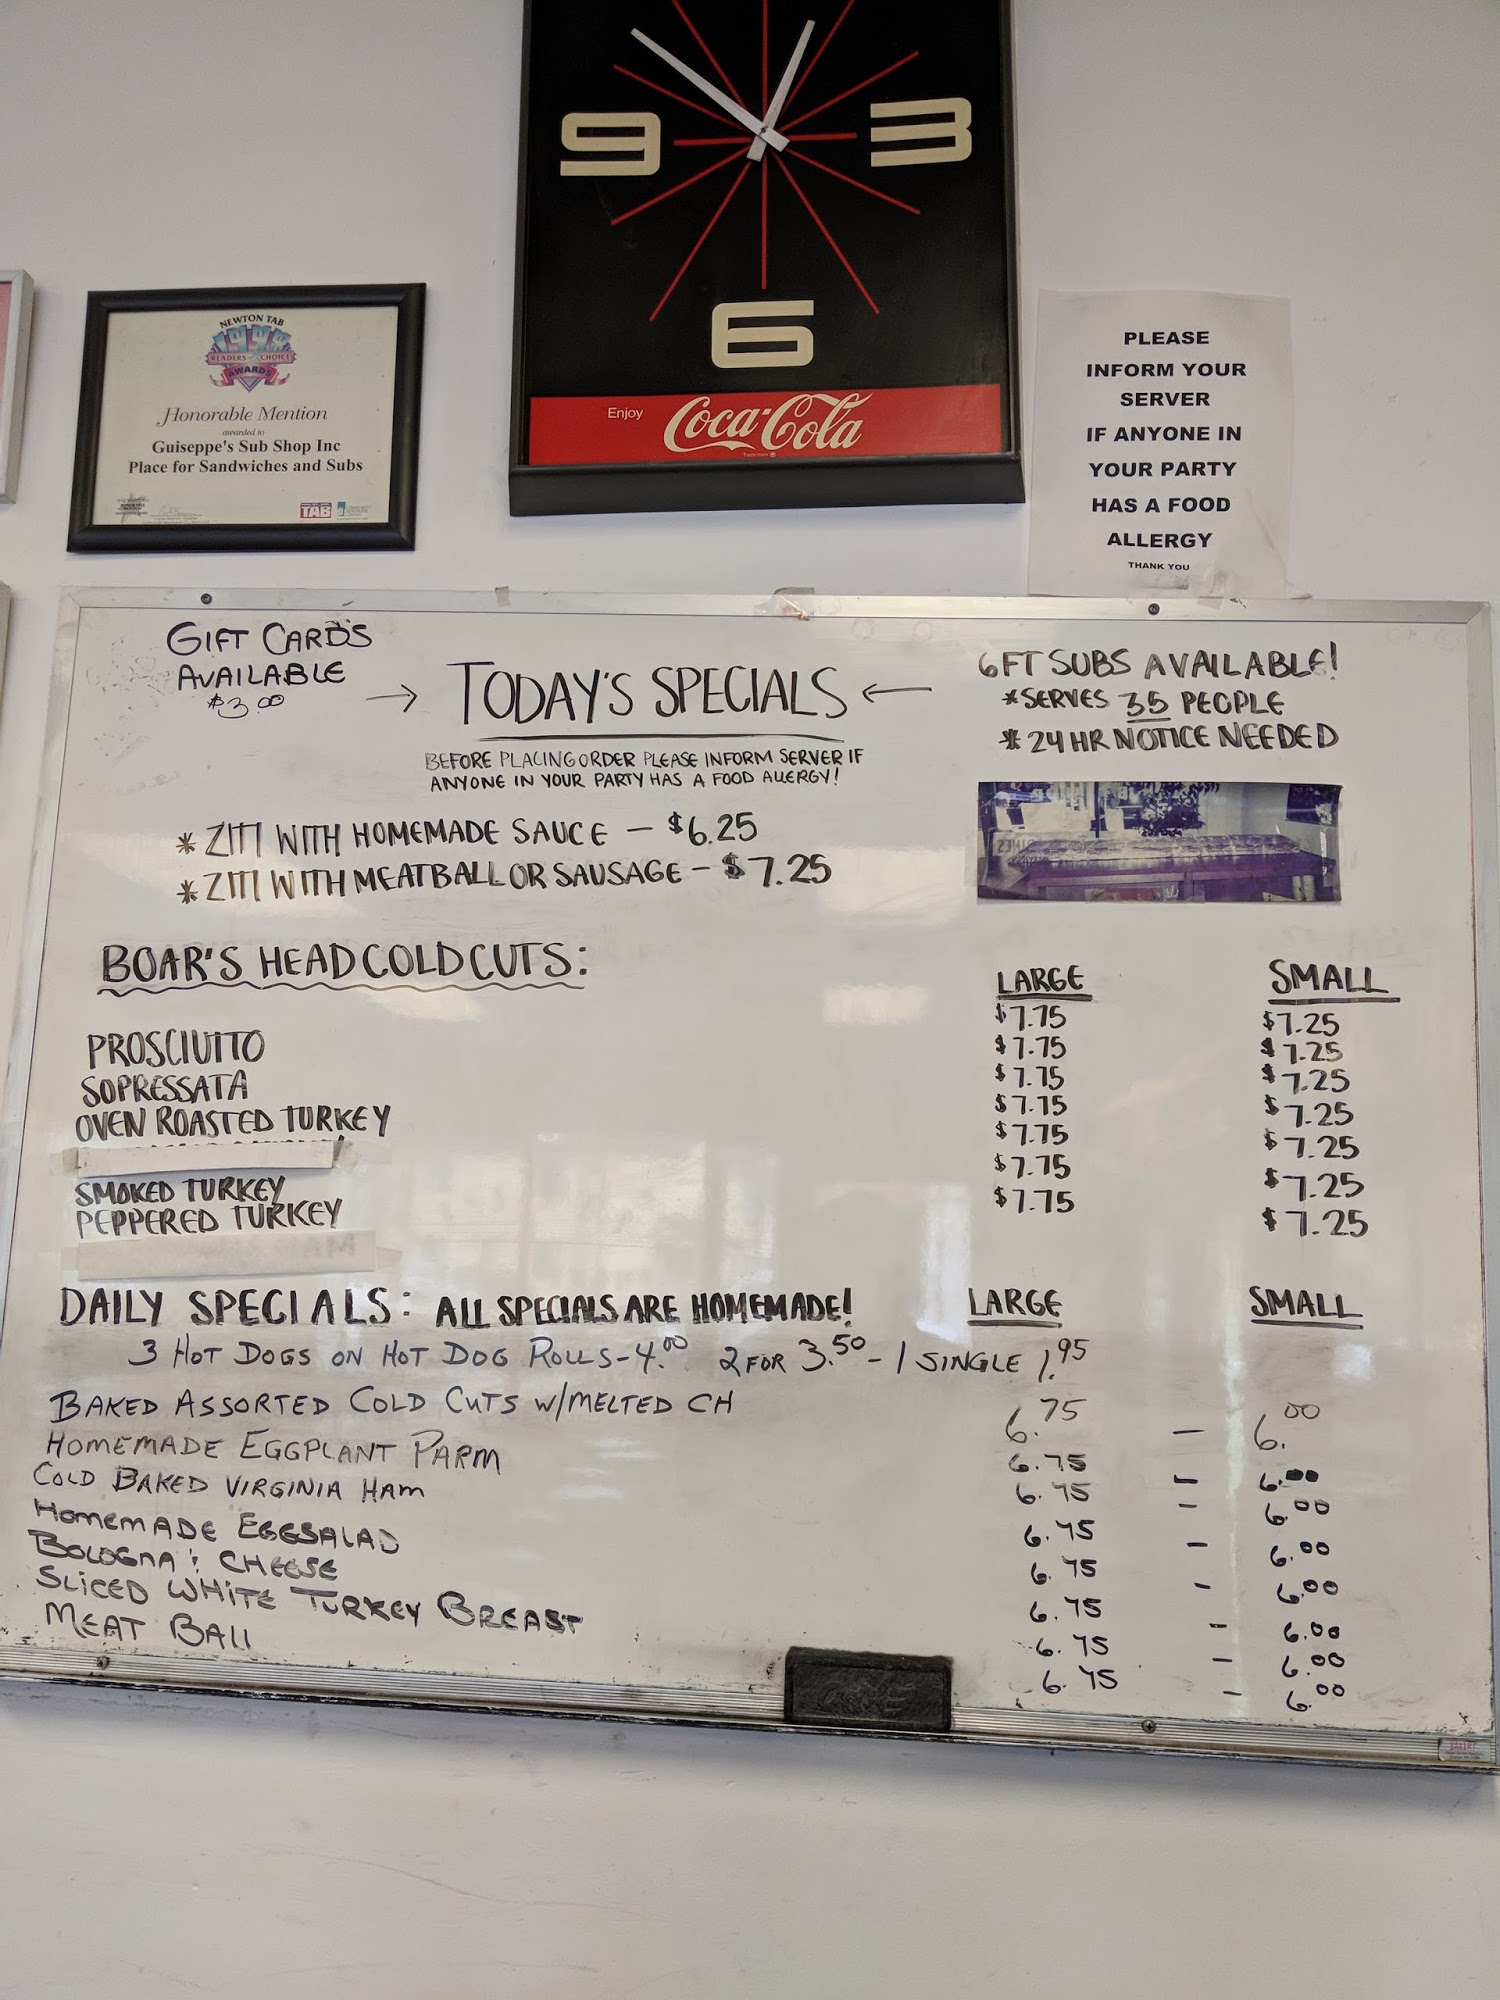 9
3
6
Enjoy
Coca-Cola
NEWTON TAB
READERS CHOICE
AWARDS
Honorable Mention
awarded to
Guiseppe's Sub Shop Inc
Place for Sandwiches and Subs
TAB
PLEASE
INFORM YOUR
SERVER
IF ANYONE IN
YOUR PARTY
HAS A FOOD
ALLERGY
THANK YOU
GIFT CARDS
AVAILABLE
$3.00
→ TODAY'S SPECIALS ←
BEFORE PLACING ORDER PLEASE INFORM SERVER IF
ANYONE IN YOUR PARTY HAS A FOOD ALLERGY!
6FT SUBS AVAILABLE!
*SERVES 35 PEOPLE
* 24 HR NOTICE NEEDED
* ZITI WITH HOMEMADE SAUCE - $6.25
* ZITI WITH MEATBALL OR SAUSAGE - $7.25
BOAR'S HEAD COLD CUTS:
PROSCIUTTO
SOPRESSATA
OVEN ROASTED TURKEY
SMOKED TURKEY
PEPPERED TURKEY
LARGE SMALL
$7.75 $7.25
$7.75 $7.25
$7.75 $7.25
$7.75 $7.25
$7.75 $7.25
$7.75 $7.25
$7.75 $7.25
DAILY SPECIALS: ALL SPECIALS ARE HOMEMADE! LARGE SMALL
3 HOT DOGS ON HOT DOG ROLLS-4.00 2 FOR 3.50 - 1 SINGLE 1.95
BAKED ASSORTED COLD CUTS W/MELTED CH 6.75 - 6.00
HOMEMADE EGGPLANT PARM 6.75 - 6.00
COLD BAKED VIRGINIA HAM 6.75 - 6.00
HOMEMADE EGGSALAD 6.75 - 6.00
BOLOGNA & CHEESE 6.75 - 6.00
SLICED WHITE TURKEY BREAST 6.75 - 6.00
MEAT BALL 6.75 - 6.00
6.75 - 6.00